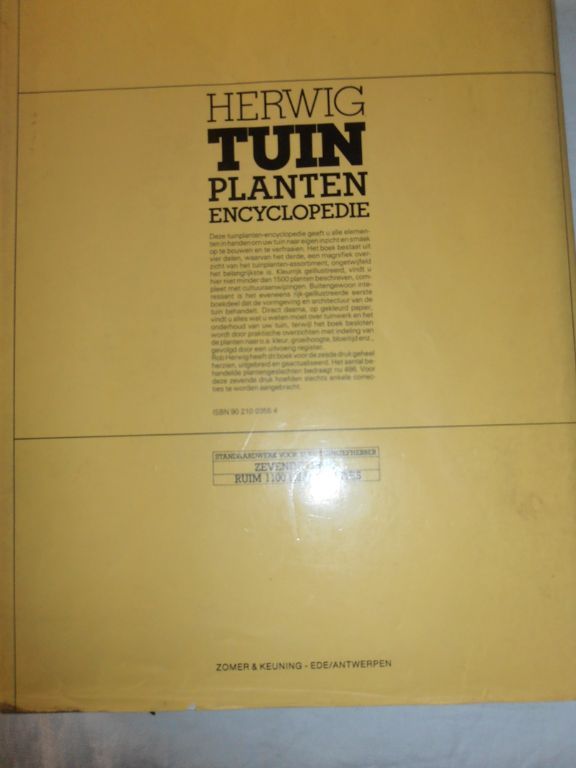 HERWIG
TUIN
PLANTEN
ENCYCLOPEDIE
Deze tuinplanten-encyclopedie geeft u alle elemen-
ten in handen om uw tuin naar eigen inzicht en smaak
op te bouwen en te verfraaien. Het boek bestaat uit
vier delen, waarvan het derde, een magnifiek over-
zicht van het tuinplanten-assortiment, ongetwijfeld
het belangrijkste is. Kleurrijk geïllustreerd, vindt u
hier niet minder dan 1500 planten beschreven, com-
pleet met cultuuraanwijzingen. Buitengewoon inte-
ressant is het eveneens rijk-geïllustreerde eerste
boekdeel dat de vormgeving en architectuur van de
tuin behandelt. Direct daarna, op gekleurd papier,
vindt u alles wat u weten moet over tuinwerk en het
onderhoud van uw tuin, terwijl het boek besloten
wordt door praktische overzichten met indeling van
de planten naar o.a. kleur, groeihoogte, bloeitijd enz.,
gevolgd door een uitvoerig register.
Rob Herwig heeft dit boek voor de zesde druk geheel
herzien, uitgebreid en geactualiseerd. Het aantal be-
handelde plantengeslachten bedraagt nu 486. Voor
deze zevende druk hoefden slechts enkele correc-
ties te worden aangebracht.
ISBN 90 210 0355 4
STANDAARDWERK VOOR
ZEVENDE
RUIM 1100
ZOMER & KEUNING - EDE/ANTWERPEN